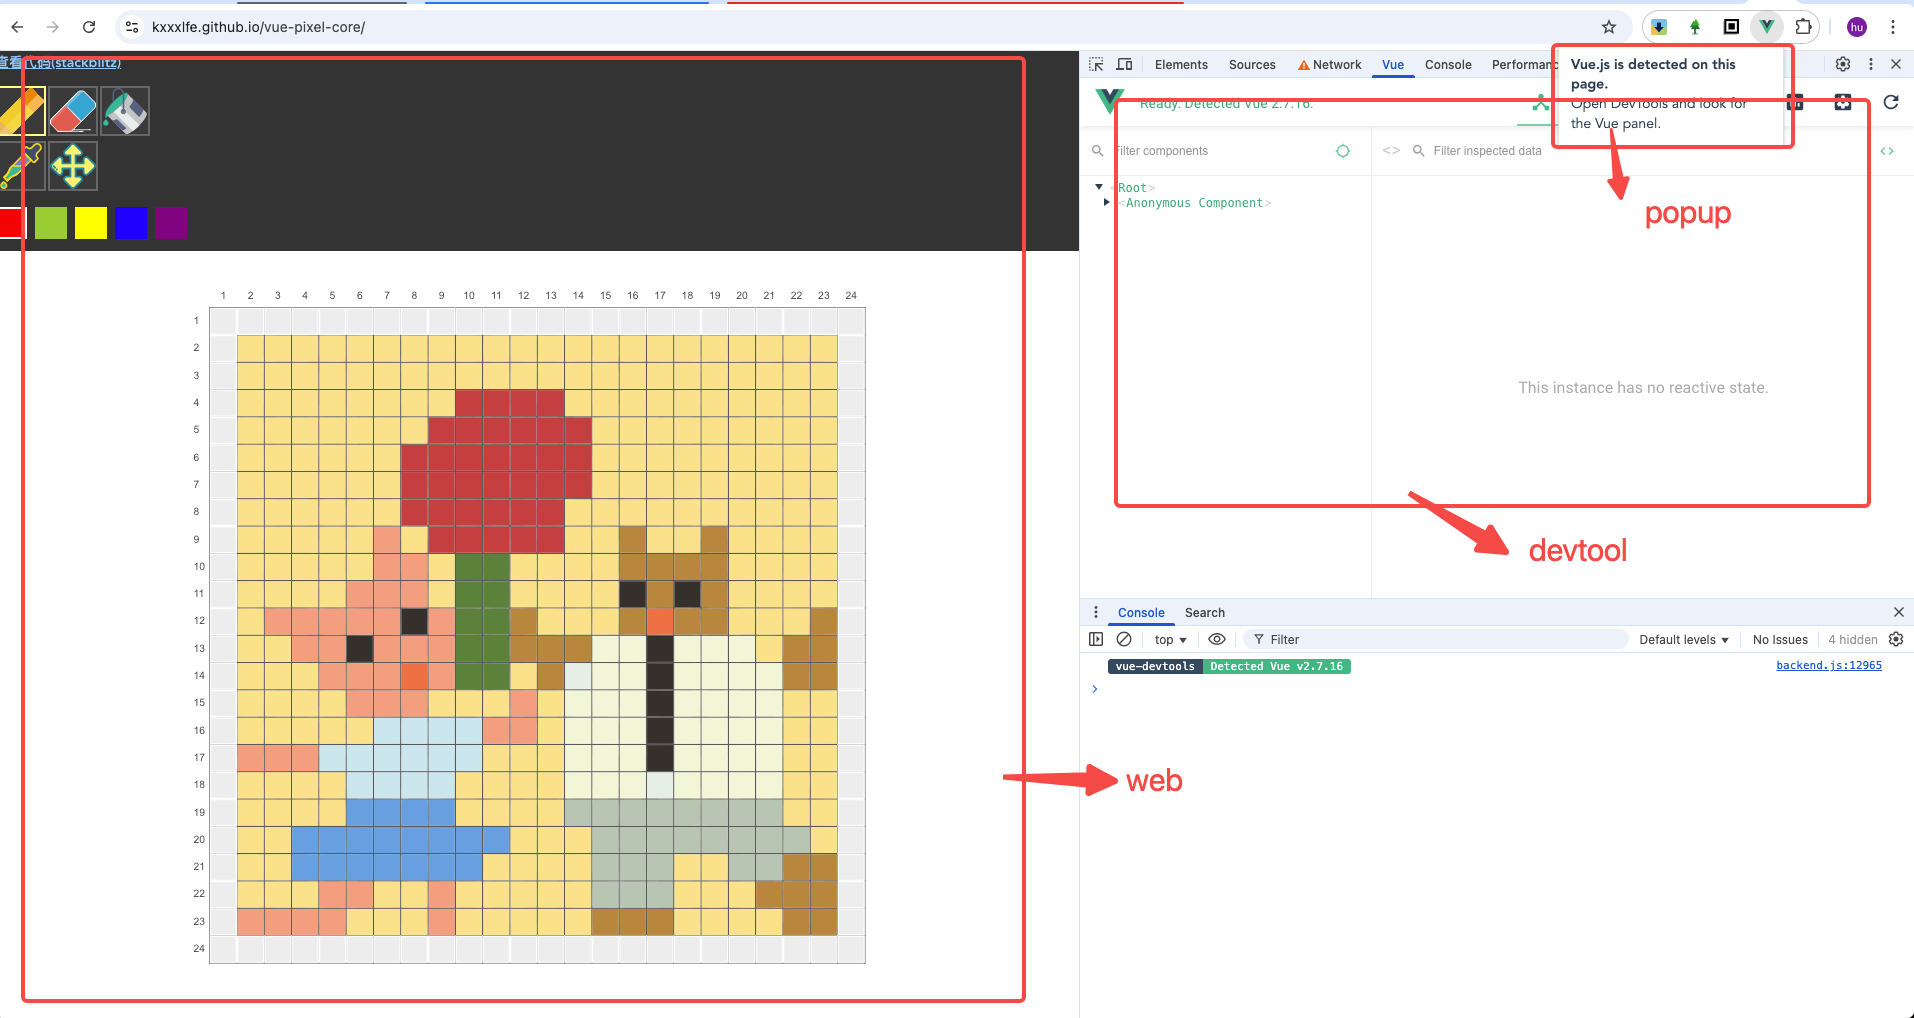 kxxxlfe.github.io/vue-pixel-core/
hu
查看代码(stackblitz)
Elements
Sources
Network
Vue
Console
Vue.js is detected on this
page.
Open DevTools and look for
the Vue panel.
Ready. Detected Vue 2.7.16.
Filter components
<> Filter inspected data
<>
<Root>
<Anonymous Component>
popup
This instance has no reactive state.
devtool
1 2 3 4 5 6 7 8 9 10 11 12 13 14 15 16 17 18 19 20 21 22 23 24
1
2
3
4
5
6
7
8
9
10
11
12
13
14
15
16
17
18
19
20
21
22
23
24
Console Search
top
Filter
Default levels
No Issues
4 hidden
vue-devtools Detected Vue v2.7.16
backend.js:12965
>
web